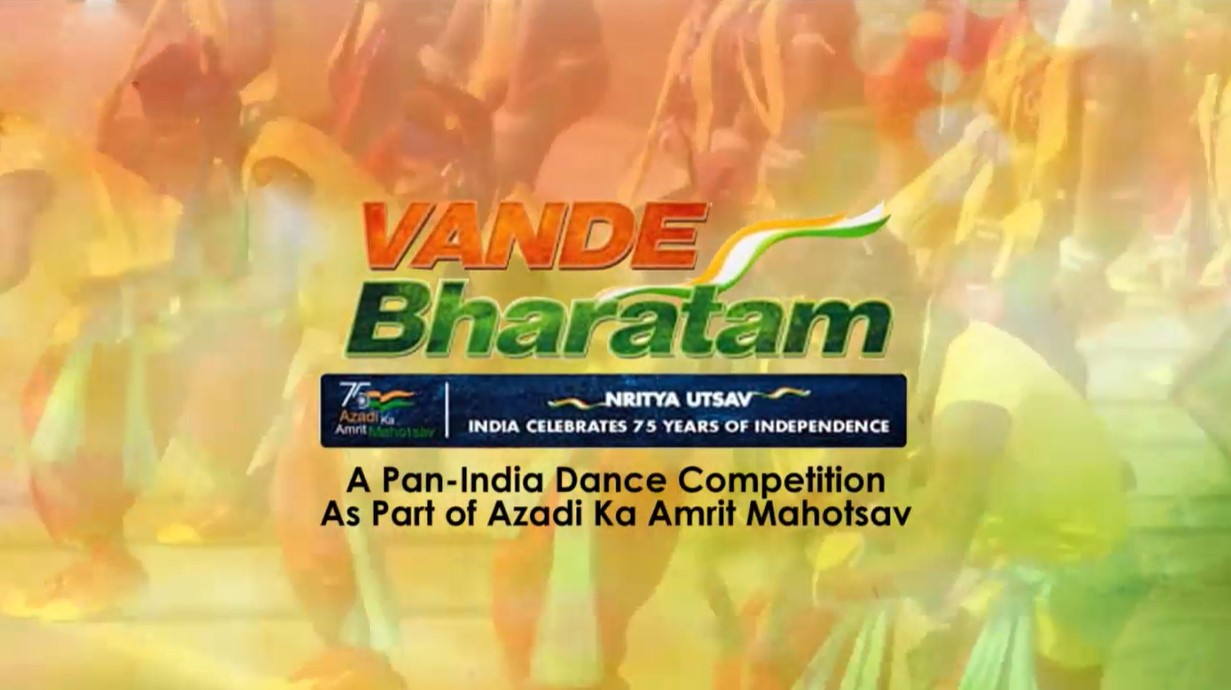 VANDE
Bharatam
75
Azadi Ka
Amrit Mahotsav
NRITYA UTSAV
INDIA CELEBRATES 75 YEARS OF INDEPENDENCE
A Pan-India Dance Competition
As Part of Azadi Ka Amrit Mahotsav